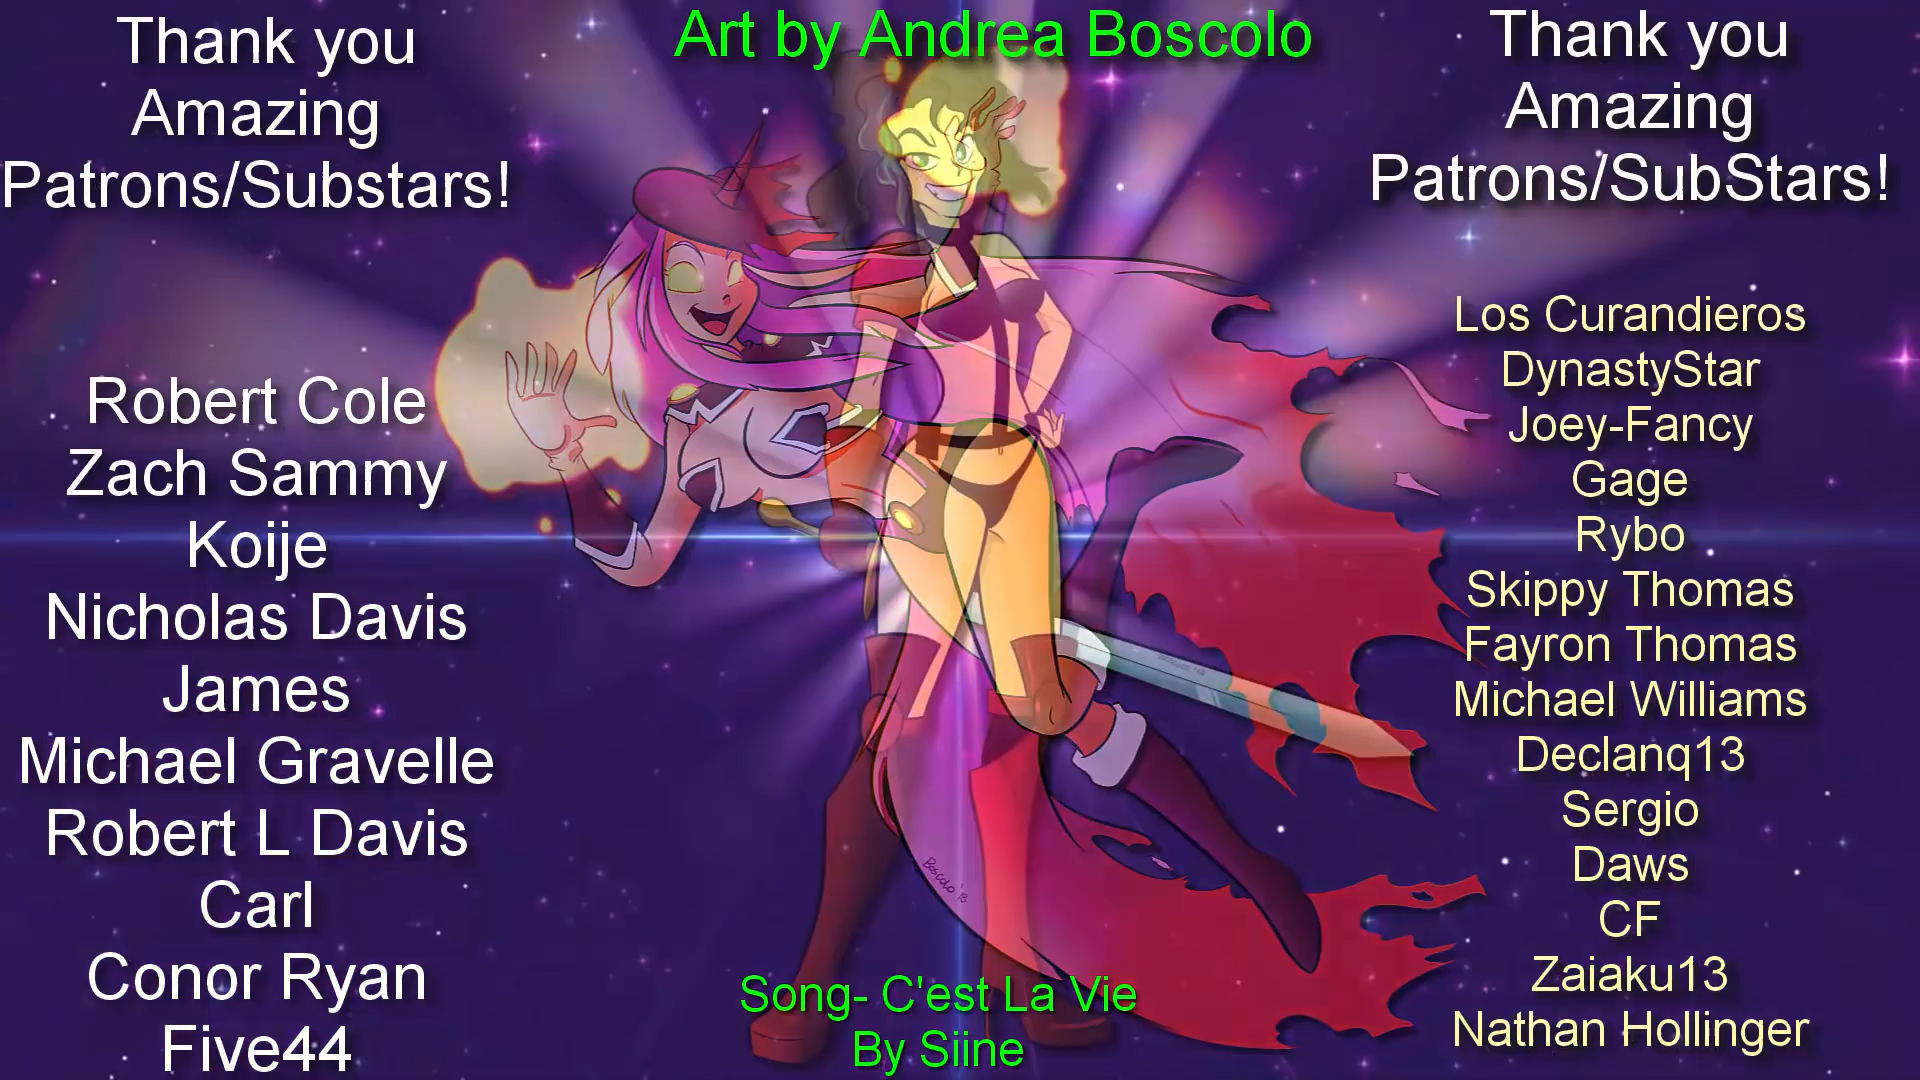 Thank you
Amazing
Patrons/Substars!
Robert Cole
Zach Sammy
Koije
Nicholas Davis
James
Michael Gravelle
Robert L Davis
Carl
Conor Ryan
Five44
Art by Andrea Boscolo
Boscolo '18
Song- C'est La Vie
By Siine
Thank you
Amazing
Patrons/SubStars!
Los Curandieros
DynastyStar
Joey-Fancy
Gage
Rybo
Skippy Thomas
Fayron Thomas
Michael Williams
Declanq13
Sergio
Daws
CF
Zaiaku13
Nathan Hollinger